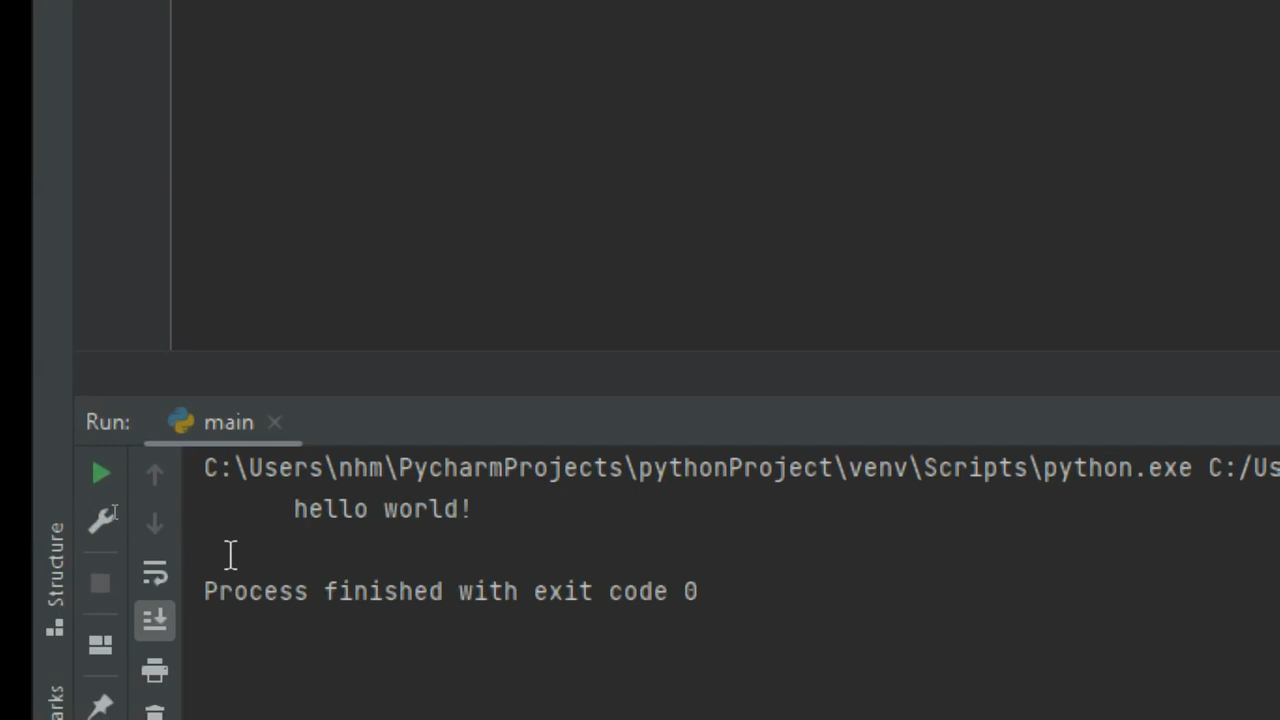 Run: main
C:\Users\nhm\PycharmProjects\pythonProject\venv\Scripts\python.exe C:/Us
      hello world!
Process finished with exit code 0
Structure
arks